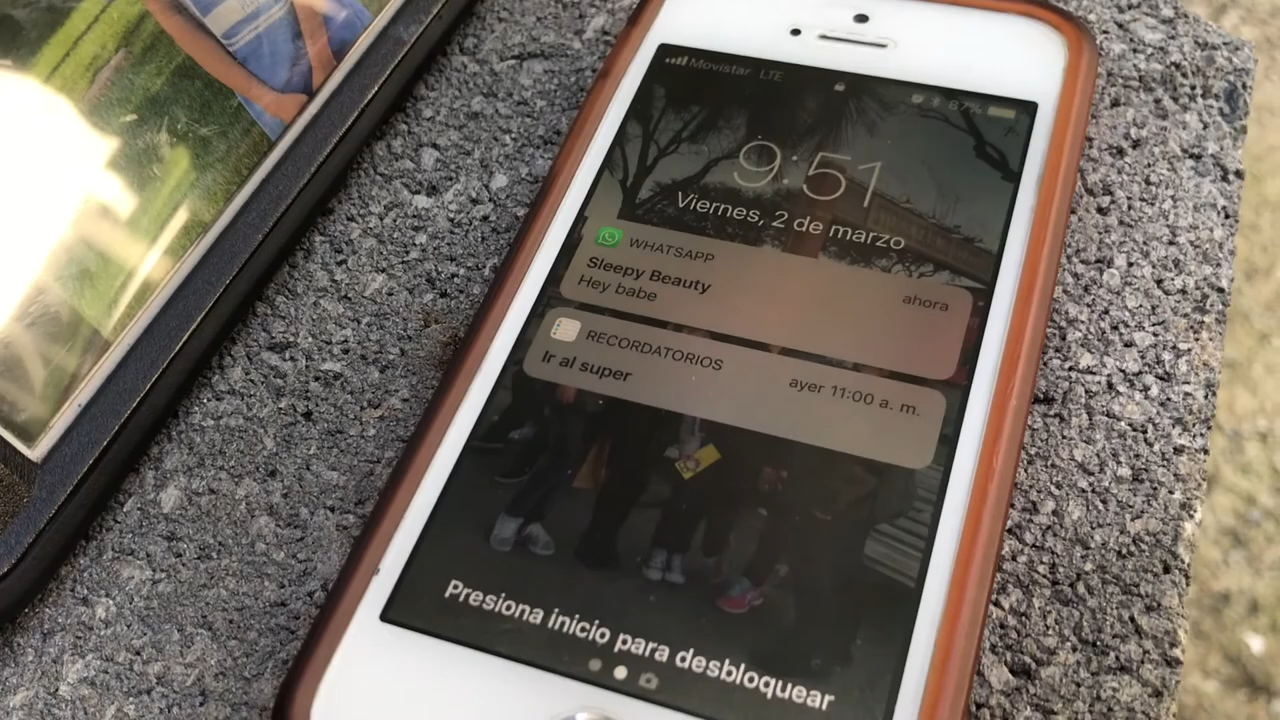 Movistar LTE
87%
9:51
Viernes, 2 de marzo
WHATSAPP
ahora
Sleepy Beauty
Hey babe
RECORDATORIOS
ayer 11:00 a. m.
Ir al super
Presiona inicio para desbloquear